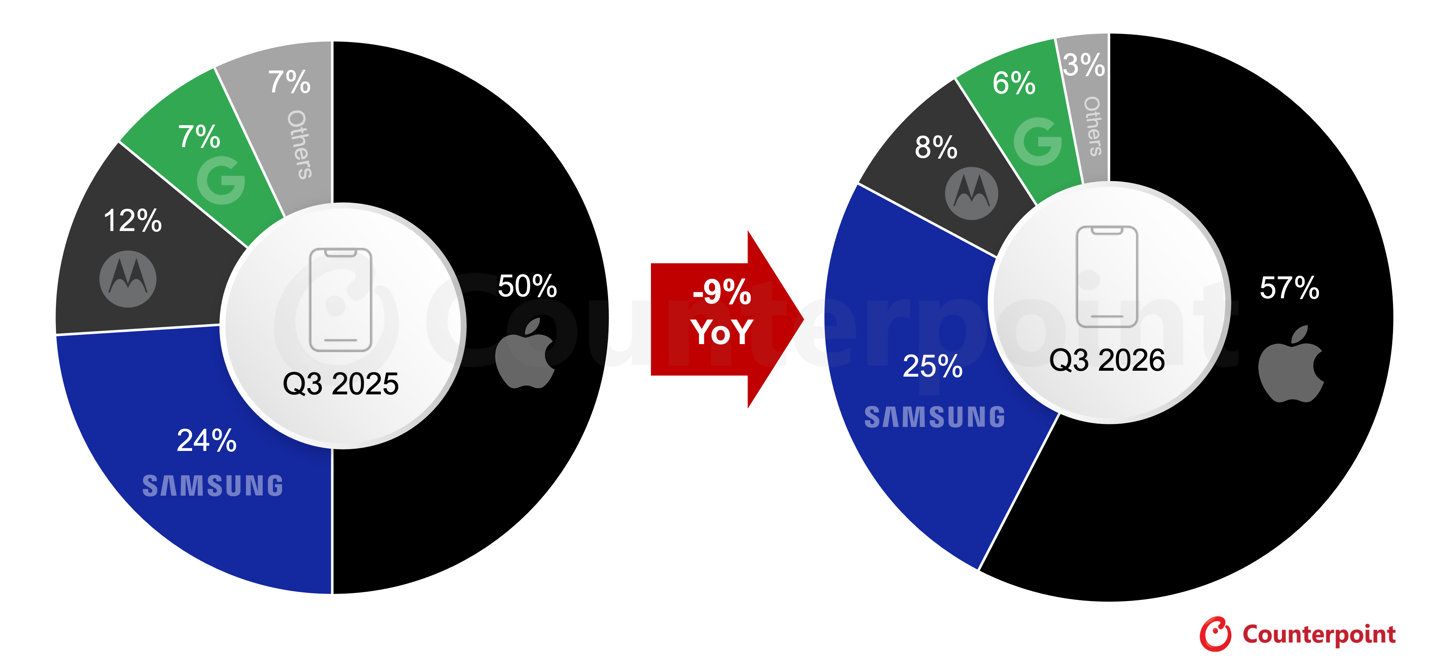 7%
Others
7%
G
12%
50%
Q3 2025
24%
SAMSUNG
-9%
YoY
3%
Others
6%
G
8%
57%
Q3 2026
25%
SAMSUNG
Counterpoint
Counterpoint